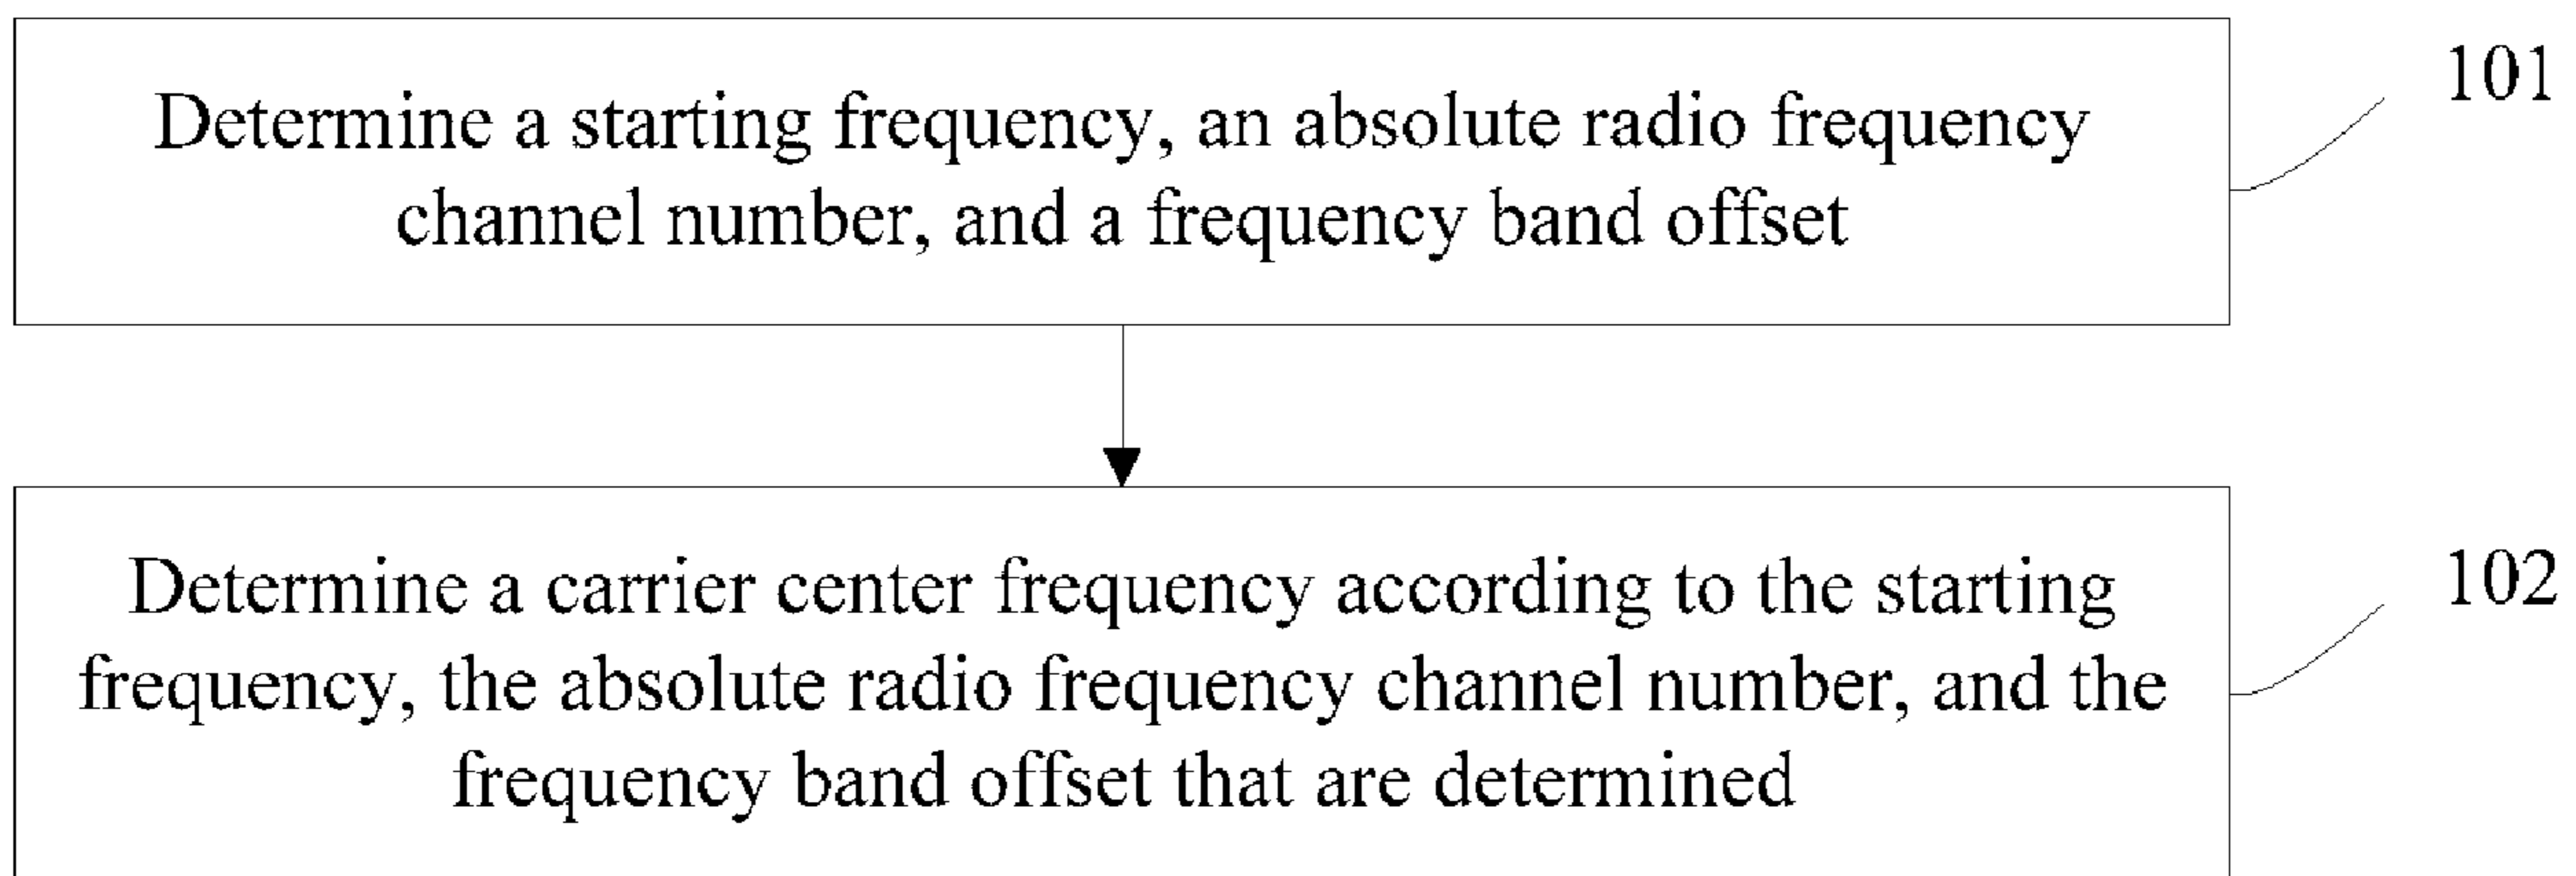 Determine a starting frequency, an absolute radio frequency
channel number, and a frequency band offset
101
Determine a carrier center frequency according to the starting
frequency, the absolute radio frequency channel number, and the
frequency band offset that are determined
102